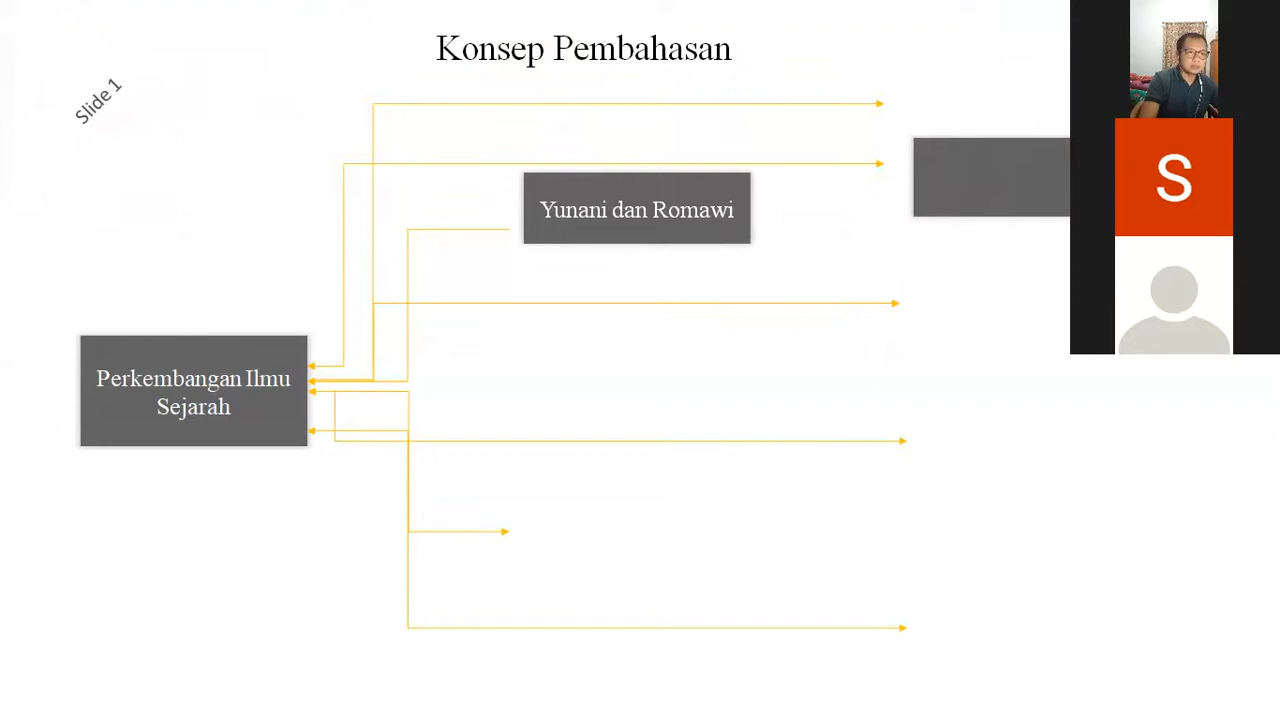 Konsep Pembahasan
Slide 1
Yunani dan Romawi
S
Perkembangan Ilmu
Sejarah